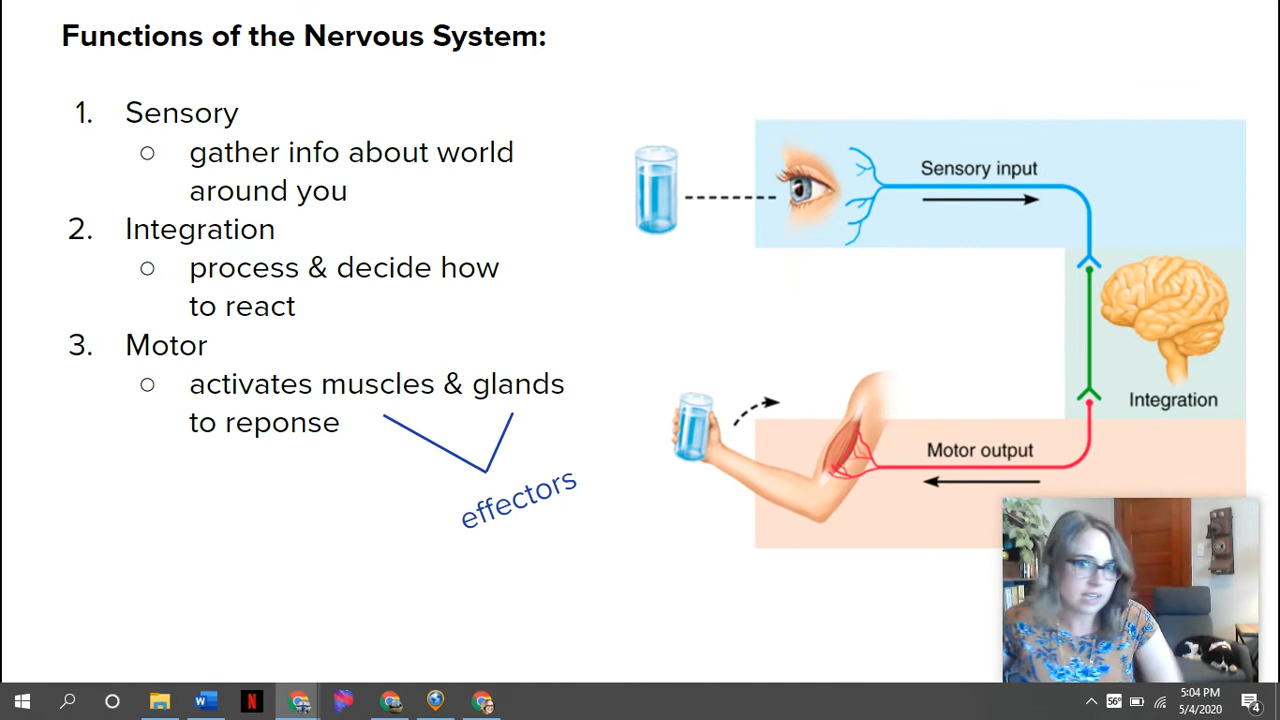 Functions of the Nervous System:
1. Sensory
○ gather info about world
around you
2. Integration
○ process & decide how
to react
3. Motor
○ activates muscles & glands
to reponse
effectors
Sensory input
Integration
Motor output
W
N
56°
5:04 PM
5/4/2020
4